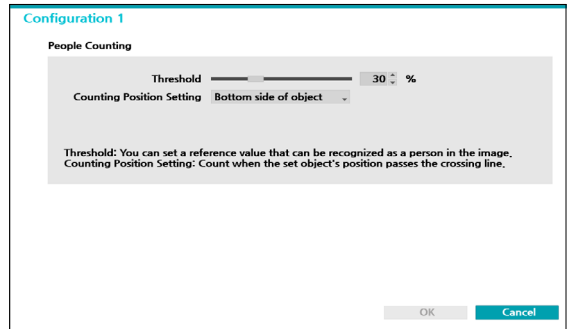 Configuration 1
People Counting
Threshold 30 %
Counting Position Setting Bottom side of object
Threshold: You can set a reference value that can be recognized as a person in the image.
Counting Position Setting: Count when the set object's position passes the crossing line.
OK Cancel